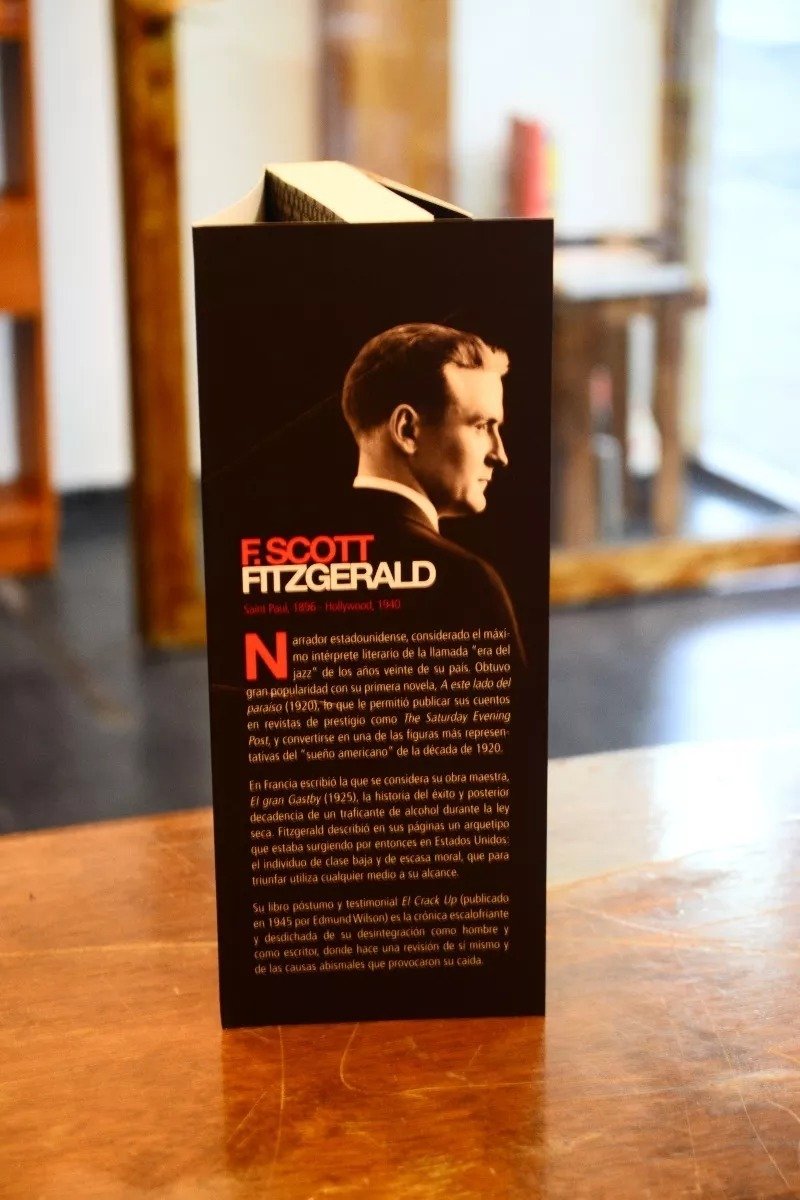 F. SCOTT
FITZGERALD
Saint Paul, 1896 - Hollywood, 1940
Narrador estadounidense, considerado el máxi-
mo intérprete literario de la llamada "era del
jazz" de los años veinte de su país. Obtuvo
gran popularidad con su primera novela, A este lado del
paraíso (1920), lo que le permitió publicar sus cuentos
en revistas de prestigio como The Saturday Evening
Post, y convertirse en una de las figuras más represen-
tativas del "sueño americano" de la década de 1920.
En Francia escribió la que se considera su obra maestra,
El gran Gastby (1925), la historia del éxito y posterior
decadencia de un traficante de alcohol durante la ley
seca. Fitzgerald describió en sus páginas un arquetipo
que estaba surgiendo por entonces en Estados Unidos:
el individuo de clase baja y de escasa moral, que para
triunfar utiliza cualquier medio a su alcance.
Su libro póstumo y testimonial El Crack Up (publicado
en 1945 por Edmund Wilson) es la crónica escalofriante
y desdichada de su desintegración como hombre y
como escritor, donde hace una revisión de sí mismo y
de las causas abismales que provocaron su caída.